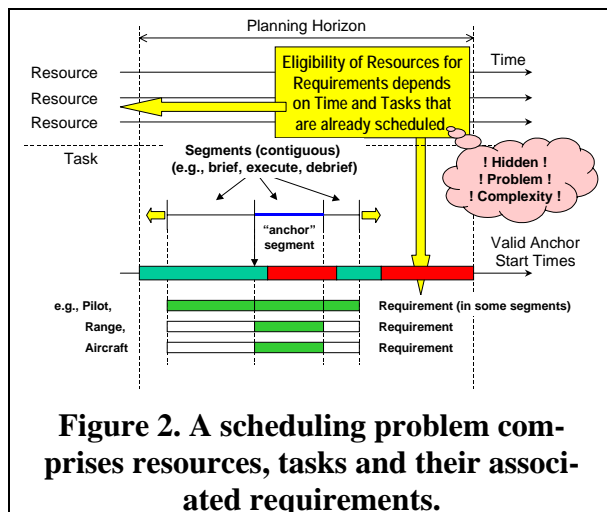 Planning Horizon
Eligibility of Resources for
Requirements depends
on Time and Tasks that
are already scheduled.
Time
Resource
Resource
Resource
Task
Segments (contiguous)
(e.g., brief, execute, debrief)
! Hidden !
! Problem !
! Complexity !
“anchor”
segment
Valid Anchor
Start Times
e.g., Pilot,
Requirement (in some segments)
Range,
Requirement
Aircraft
Requirement
Figure 2. A scheduling problem com-
prises resources, tasks and their associ-
ated requirements.